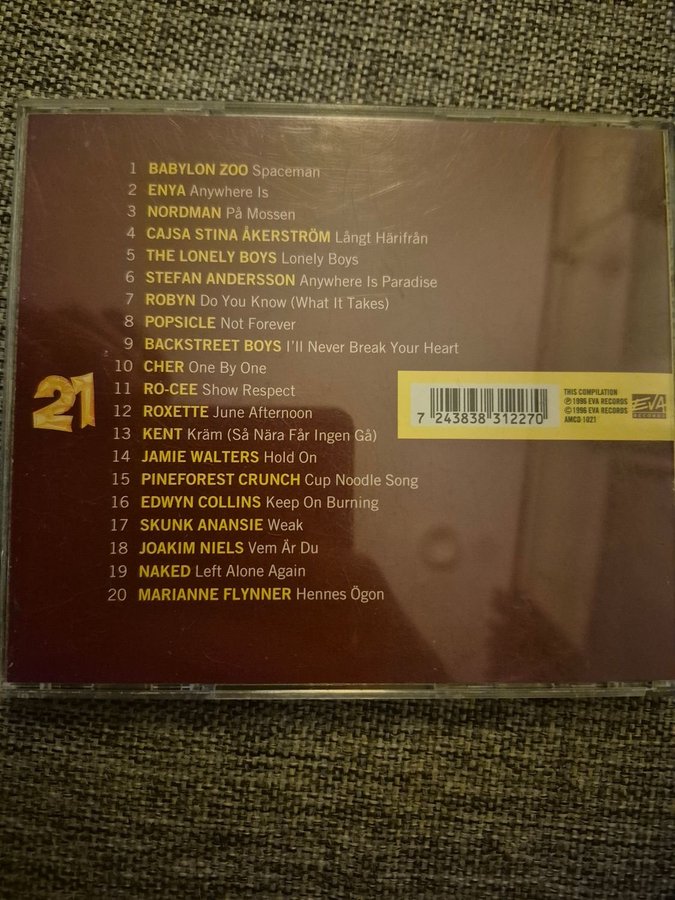 1 BABYLON ZOO Spaceman
2 ENYA Anywhere Is
3 NORDMAN På Mossen
4 CAJSA STINA ÅKERSTRÖM Långt Härifrån
5 THE LONELY BOYS Lonely Boys
6 STEFAN ANDERSSON Anywhere Is Paradise
7 ROBYN Do You Know (What It Takes)
8 POPSICLE Not Forever
9 BACKSTREET BOYS I'll Never Break Your Heart
10 CHER One By One
11 RO-CEE Show Respect
12 ROXETTE June Afternoon
13 KENT Kräm (Så Nära Får Ingen Gå)
14 JAMIE WALTERS Hold On
15 PINEFOREST CRUNCH Cup Noodle Song
16 EDWYN COLLINS Keep On Burning
17 SKUNK ANANSIE Weak
18 JOAKIM NIELS Vem Är Du
19 NAKED Left Alone Again
20 MARIANNE FLYNNER Hennes Ögon
21
7 243838 312270
THIS COMPILATION
℗ 1996 EVA RECORDS
© 1996 EVA RECORDS
AMCD 1021
EVA
RECORDS